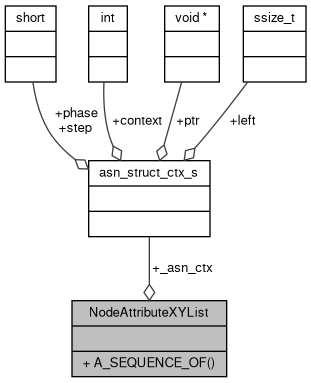 short
int
void *
ssize_t
+phase
+step
+context
+ptr
+left
asn_struct_ctx_s
+_asn_ctx
NodeAttributeXYList
+ A_SEQUENCE_OF()